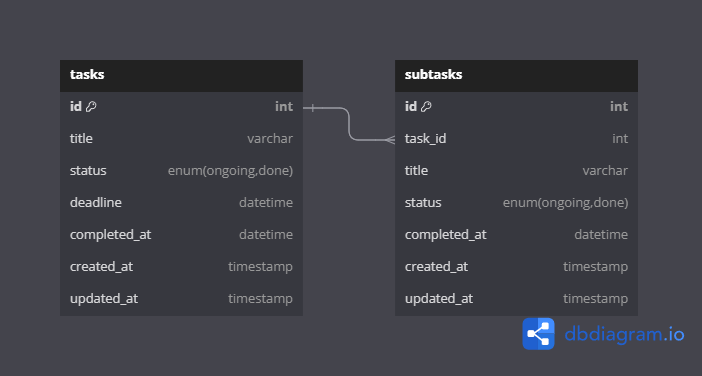 tasks
id int
title varchar
status enum(ongoing,done)
deadline datetime
completed_at datetime
created_at timestamp
updated_at timestamp
subtasks
id int
task_id int
title varchar
status enum(ongoing,done)
completed_at datetime
created_at timestamp
updated_at timestamp
dbdiagram.io